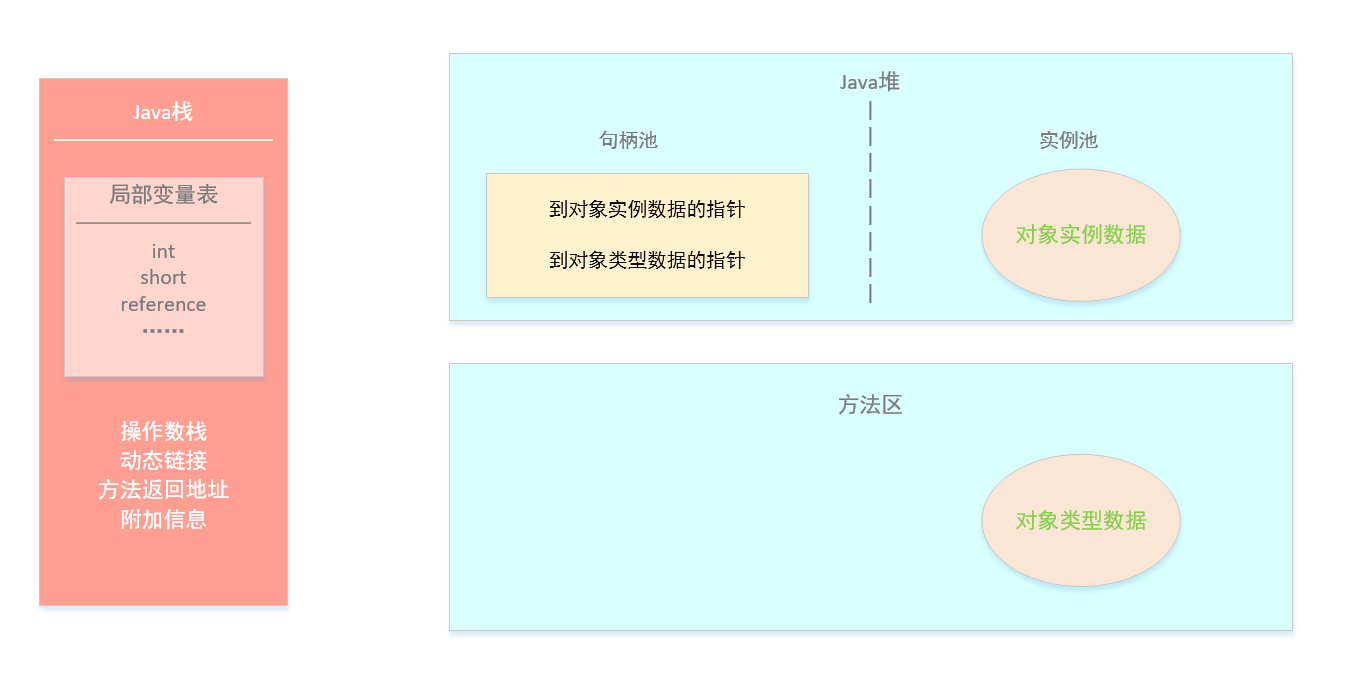 Java栈
局部变量表
int
short
reference
······
操作数栈
动态链接
方法返回地址
附加信息
Java堆
句柄池
到对象实例数据的指针
到对象类型数据的指针
实例池
对象实例数据
方法区
对象类型数据